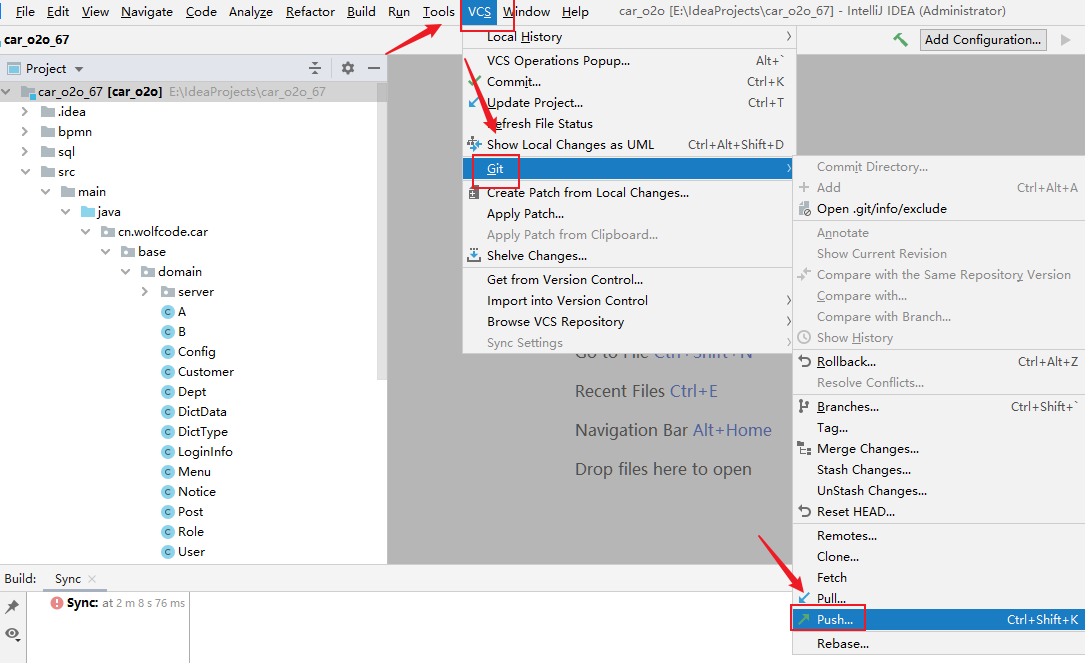 File Edit View Navigate Code Analyze Refactor Build Run Tools VCS Window Help car_o2o [E:\IdeaProjects\car_o2o_67] - IntelliJ IDEA (Administrator)
car_o2o_67
Add Configuration...
Project
car_o2o_67 [car_o2o] E:\IdeaProjects\car_o2o_67
.idea
bpmn
sql
src
main
java
cn.wolfcode.car
base
domain
server
A
B
Config
Customer
Dept
DictData
DictType
LoginInfo
Menu
Notice
Post
Role
User
Local History
VCS Operations Popup... Alt+`
Commit... Ctrl+K
Update Project... Ctrl+T
Refresh File Status
Show Local Changes as UML Ctrl+Alt+Shift+D
Git
Create Patch from Local Changes...
Apply Patch...
Apply Patch from Clipboard...
Shelve Changes...
Get from Version Control...
Import into Version Control
Browse VCS Repository
Sync Settings
Go to File Ctrl+Shift+N
Recent Files Ctrl+E
Navigation Bar Alt+Home
Drop files here to open
Commit Directory...
Add Ctrl+Alt+A
Open .git/info/exclude
Annotate
Show Current Revision
Compare with the Same Repository Version
Compare with...
Compare with Branch...
Show History
Rollback... Ctrl+Alt+Z
Resolve Conflicts...
Branches... Ctrl+Shift+`
Tag...
Merge Changes...
Stash Changes...
UnStash Changes...
Reset HEAD...
Remotes...
Clone...
Fetch
Pull...
Push... Ctrl+Shift+K
Rebase...
Build: Sync
Sync: at 2 m 8 s 76 ms